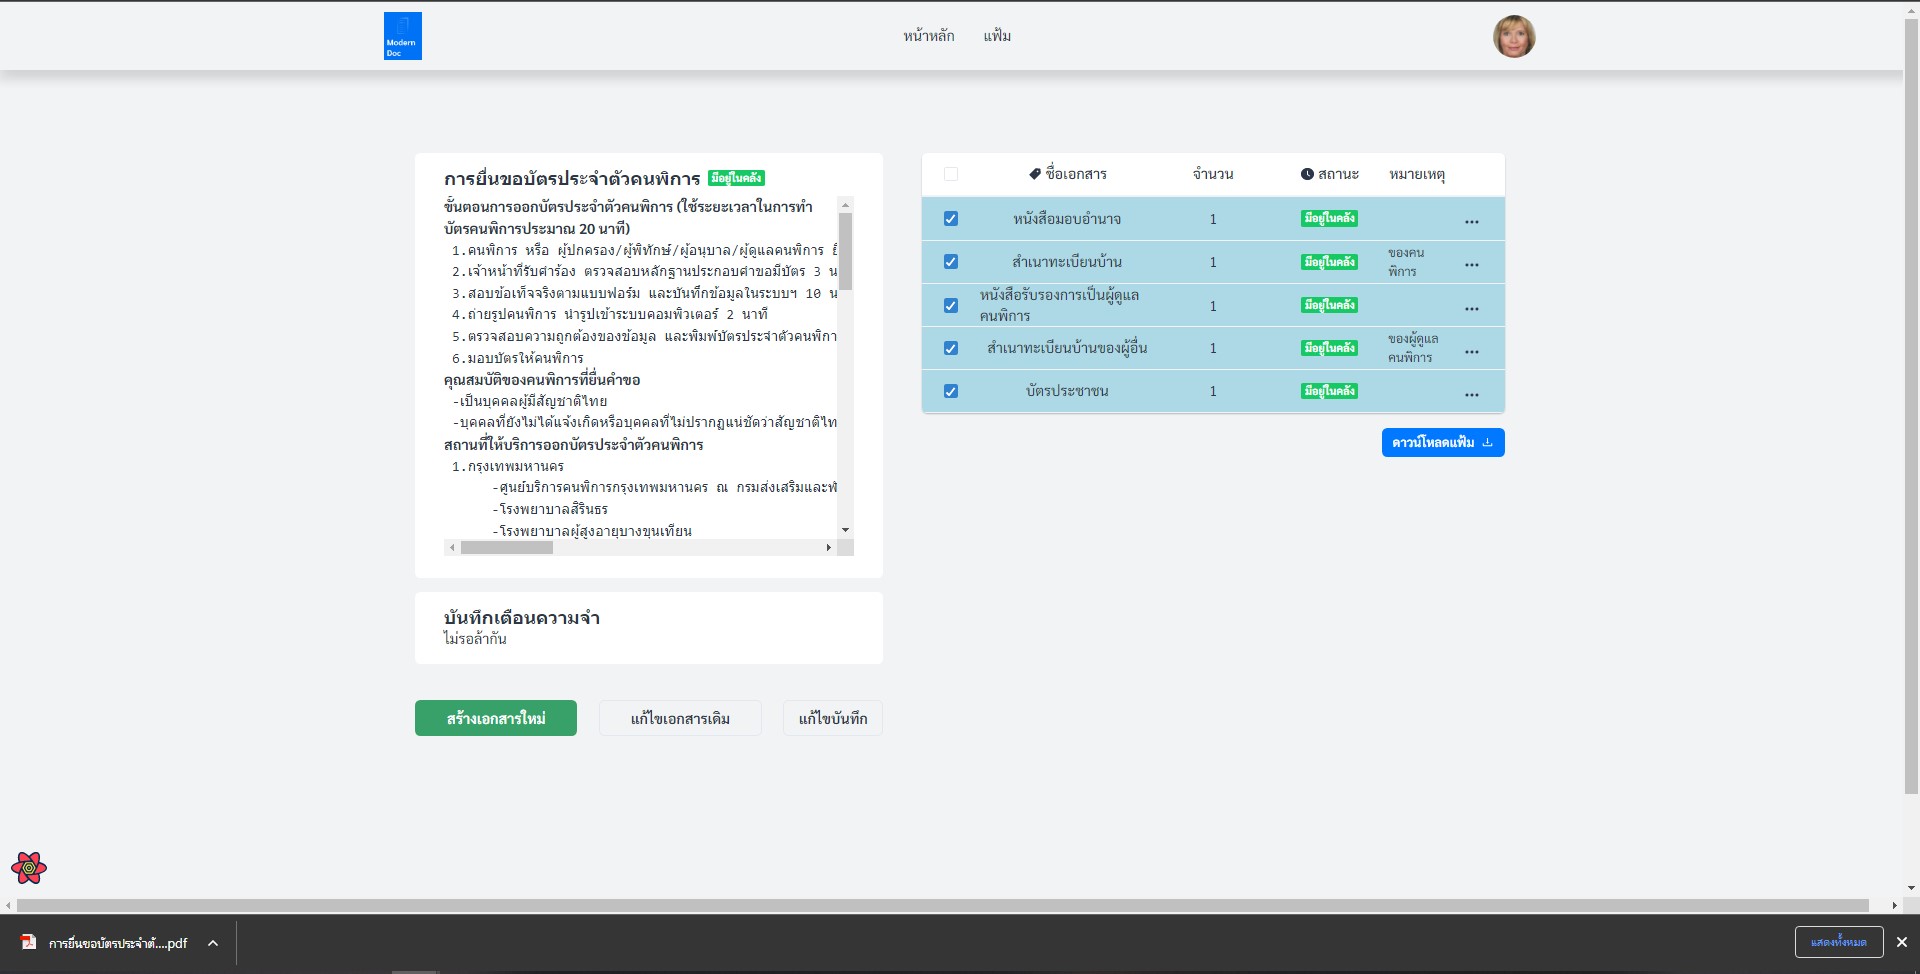 Modern
Doc
หน้าหลัก แฟ้ม
การยื่นขอบัตรประจำตัวคนพิการ มีอยู่ในคลัง
ขั้นตอนการออกบัตรประจำตัวคนพิการ (ใช้ระยะเวลาในการทำ
บัตรคนพิการประมาณ 20 นาที)
1.คนพิการ หรือ ผู้ปกครอง/ผู้พิทักษ์/ผู้อนุบาล/ผู้ดูแลคนพิการ
2.เจ้าหน้าที่รับคำร้อง ตรวจสอบหลักฐานประกอบคำขอมีบัตร 3 น
3.สอบข้อเท็จจริงตามแบบฟอร์ม และบันทึกข้อมูลในระบบฯ 10 น
4.ถ่ายรูปคนพิการ นำรูปเข้าระบบคอมพิวเตอร์ 2 นาที
5.ตรวจสอบความถูกต้องของข้อมูล และพิมพ์บัตรประจำตัวคนพิกา
6.มอบบัตรให้คนพิการ
คุณสมบัติของคนพิการที่ยื่นคำขอ
-เป็นบุคคลผู้มีสัญชาติไทย
-บุคคลที่ยังไม่ได้แจ้งเกิดหรือบุคคลที่ไม่ปรากฏแน่ชัดว่าสัญชาติไท
สถานที่ให้บริการออกบัตรประจำตัวคนพิการ
1.กรุงเทพมหานคร
-ศูนย์บริการคนพิการกรุงเทพมหานคร ณ กรมส่งเสริมและพั
-โรงพยาบาลสิรินธร
-โรงพยาบาลผู้สูงอายุบางขุนเทียน
บันทึกเตือนความจำ
ไม่รอล้ากัน
สร้างเอกสารใหม่ แก้ไขเอกสารเดิม แก้ไขบันทึก
ชื่อเอกสาร จำนวน สถานะ หมายเหตุ
หนังสือมอบอำนาจ 1 มีอยู่ในคลัง ...
สำเนาทะเบียนบ้าน 1 มีอยู่ในคลัง ของคน
พิการ ...
หนังสือรับรองการเป็นผู้ดูแล
คนพิการ 1 มีอยู่ในคลัง ...
สำเนาทะเบียนบ้านของผู้อื่น 1 มีอยู่ในคลัง ของผู้ดูแล
คนพิการ ...
บัตรประชาชน 1 มีอยู่ในคลัง ...
ดาวน์โหลดแฟ้ม
การยื่นขอบัตรประจำตั....pdf
แสดงทั้งหมด